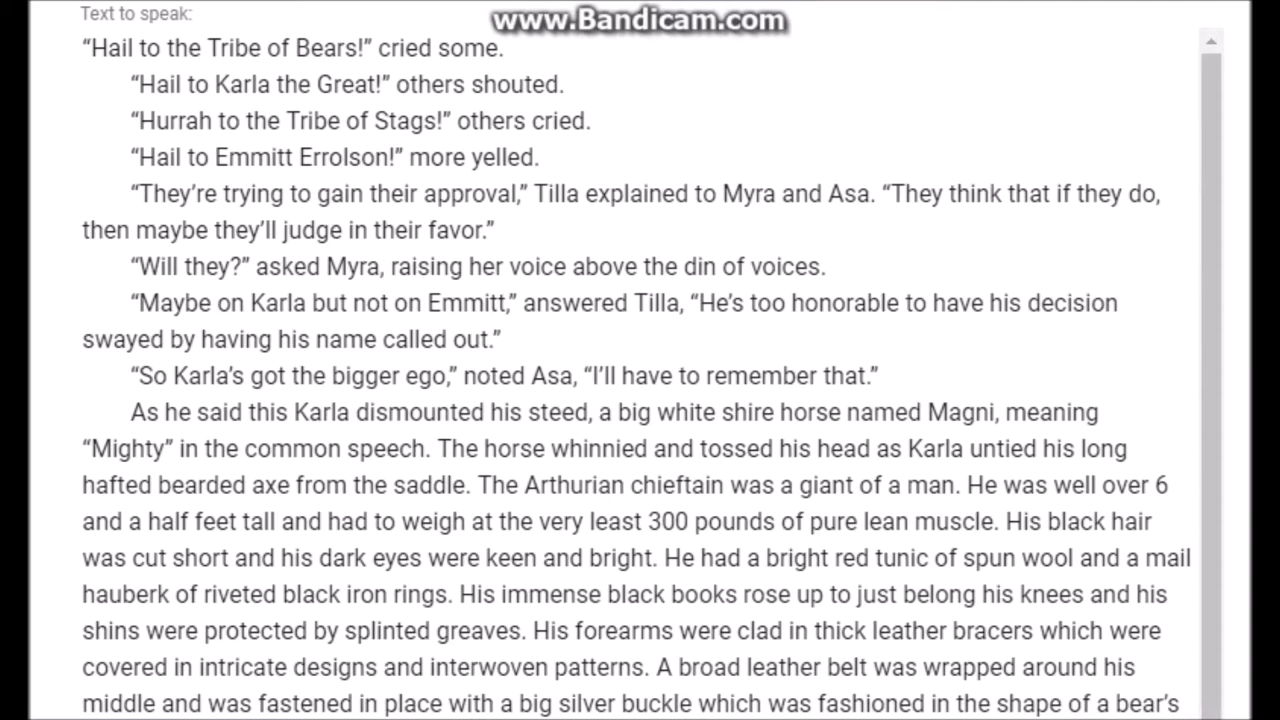 Text to speak:
www.Bandicam.com
“Hail to the Tribe of Bears!” cried some.
“Hail to Karla the Great!” others shouted.
“Hurrah to the Tribe of Stags!” others cried.
“Hail to Emmitt Errolson!” more yelled.
“They’re trying to gain their approval,” Tilla explained to Myra and Asa. “They think that if they do,
then maybe they’ll judge in their favor.”
“Will they?” asked Myra, raising her voice above the din of voices.
“Maybe on Karla but not on Emmitt,” answered Tilla, “He’s too honorable to have his decision
swayed by having his name called out.”
“So Karla’s got the bigger ego,” noted Asa, “I’ll have to remember that.”
As he said this Karla dismounted his steed, a big white shire horse named Magni, meaning
“Mighty” in the common speech. The horse whinnied and tossed his head as Karla untied his long
hafted bearded axe from the saddle. The Arthurian chieftain was a giant of a man. He was well over 6
and a half feet tall and had to weigh at the very least 300 pounds of pure lean muscle. His black hair
was cut short and his dark eyes were keen and bright. He had a bright red tunic of spun wool and a mail
hauberk of riveted black iron rings. His immense black books rose up to just belong his knees and his
shins were protected by splinted greaves. His forearms were clad in thick leather bracers which were
covered in intricate designs and interwoven patterns. A broad leather belt was wrapped around his
middle and was fastened in place with a big silver buckle which was fashioned in the shape of a bear’s